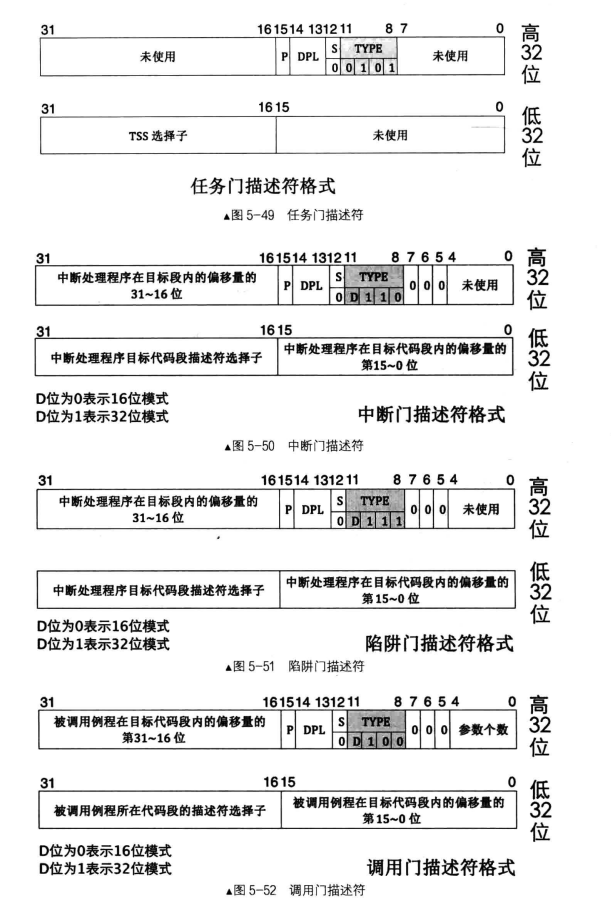 31 16 15 14 13 12 11 8 7 0
未使用 P DPL S TYPE 未使用
0 0 1 0 1
高32位
31 16 15 0
TSS 选择子 未使用
低32位
任务门描述符格式
▲图 5-49 任务门描述符
31 16 15 14 13 12 11 8 7 6 5 4 0
中断处理程序在目标段内的偏移量的
31~16 位
P DPL S TYPE 0 0 0 未使用
0 D 1 1 0
高32位
31 16 15 0
中断处理程序目标代码段描述符选择子
中断处理程序在目标代码段内的偏移量的
第15~0 位
低32位
D位为0表示16位模式
D位为1表示32位模式
中断门描述符格式
▲图 5-50 中断门描述符
31 16 15 14 13 12 11 8 7 6 5 4 0
中断处理程序在目标段内的偏移量的
31~16 位
P DPL S TYPE 0 0 0 未使用
0 D 1 1 1
高32位
中断处理程序目标代码段描述符选择子
中断处理程序在目标代码段内的偏移量的
第15~0 位
低32位
D位为0表示16位模式
D位为1表示32位模式
陷阱门描述符格式
▲图 5-51 陷阱门描述符
31 16 15 14 13 12 11 8 7 6 5 4 0
被调用例程在目标代码段内的偏移量的
第31~16 位
P DPL S TYPE 0 0 0 参数个数
0 D 1 0 0
高32位
31 16 15 0
被调用例程所在代码段的描述符选择子
被调用例程在目标代码段内的偏移量的
第15~0 位
低32位
D位为0表示16位模式
D位为1表示32位模式
调用门描述符格式
▲图 5-52 调用门描述符